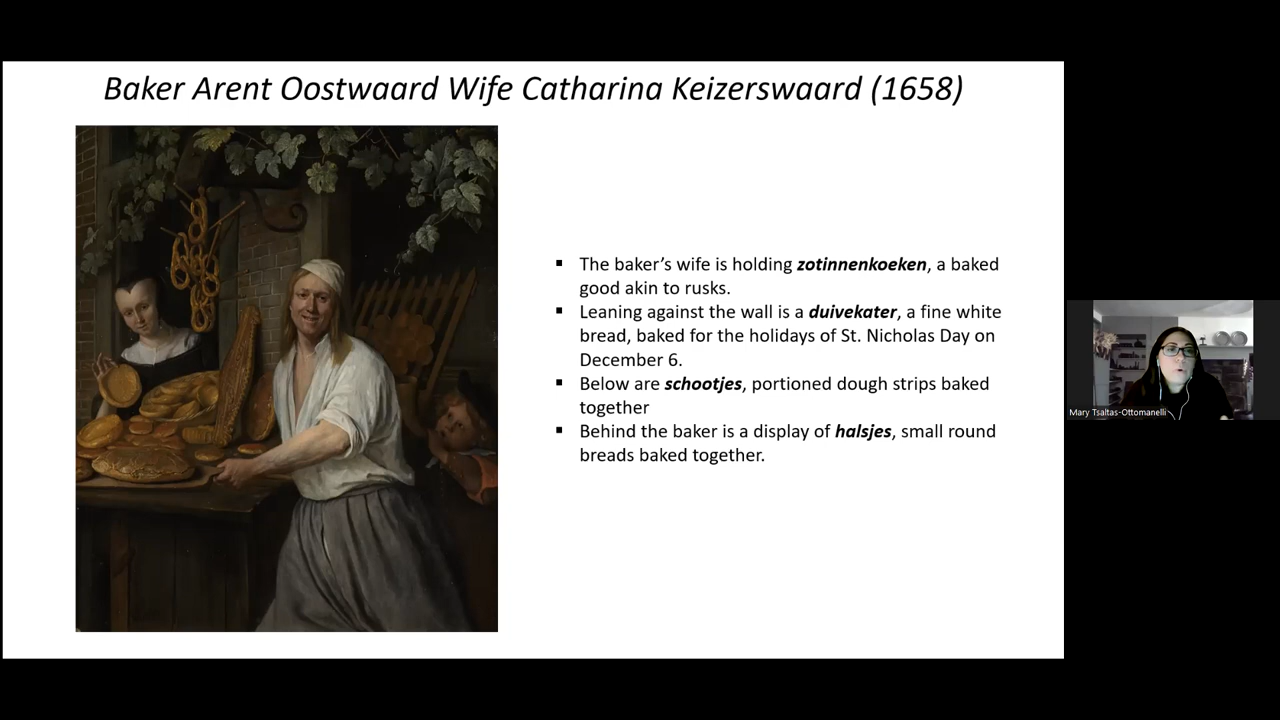 Baker Arent Oostwaard Wife Catharina Keizerswaard (1658)
▪ The baker's wife is holding zotinnenkoeken, a baked
good akin to rusks.
▪ Leaning against the wall is a duivekater, a fine white
bread, baked for the holidays of St. Nicholas Day on
December 6.
▪ Below are schootjes, portioned dough strips baked
together
▪ Behind the baker is a display of halsjes, small round
breads baked together.
Mary Tsaltas-Ottomanelli